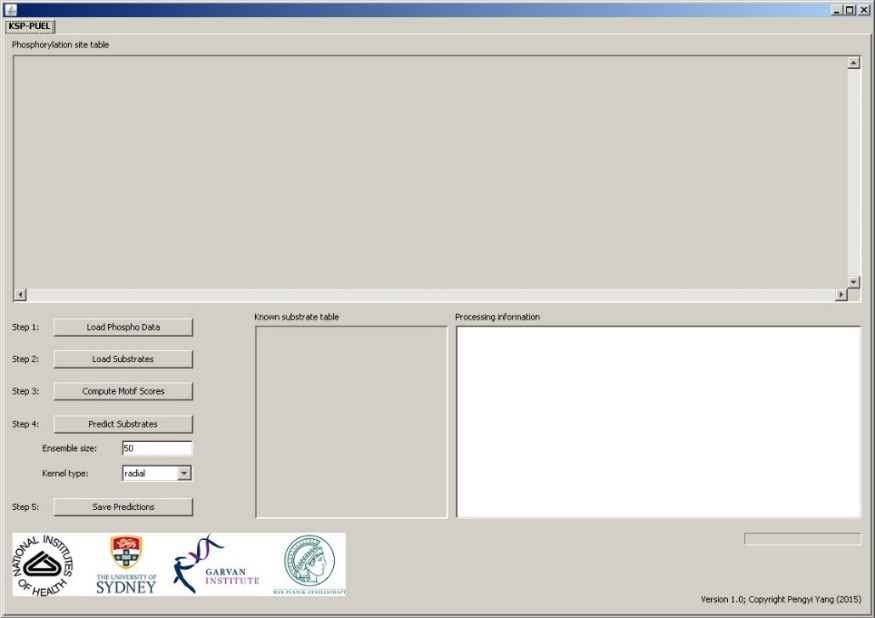 KSP-PUEL
Phosphorylation site table
Step 1: Load Phospho Data
Step 2: Load Substrates
Step 3: Compute Motif Scores
Step 4: Predict Substrates
Ensemble size: 50
Kernel type: radial
Step 5: Save Predictions
Known substrate table
Processing information
NATIONAL INSTITUTES OF HEALTH
THE UNIVERSITY OF
SYDNEY
GARVAN
INSTITUTE
MAX-PLANCK-GESELLSCHAFT
Version 1.0; Copyright Pengyi Yang (2015)